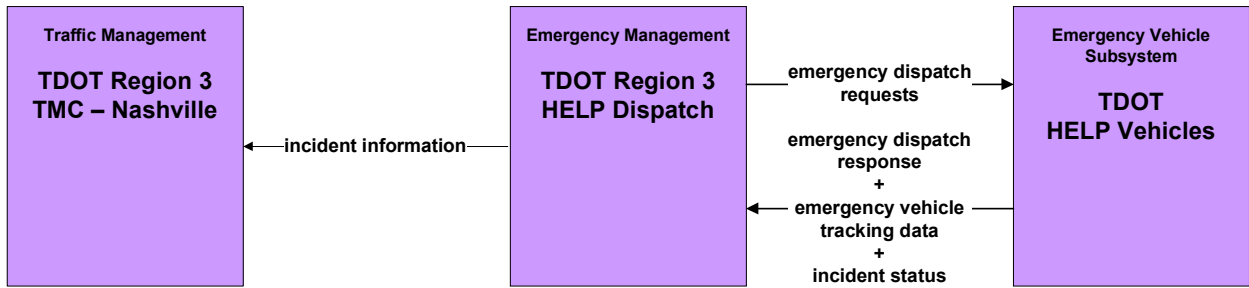 Traffic Management
TDOT Region 3
TMC – Nashville
incident information
Emergency Management
TDOT Region 3
HELP Dispatch
emergency dispatch
requests
emergency dispatch
response
+
emergency vehicle
tracking data
+
incident status
Emergency Vehicle
Subsystem
TDOT
HELP Vehicles